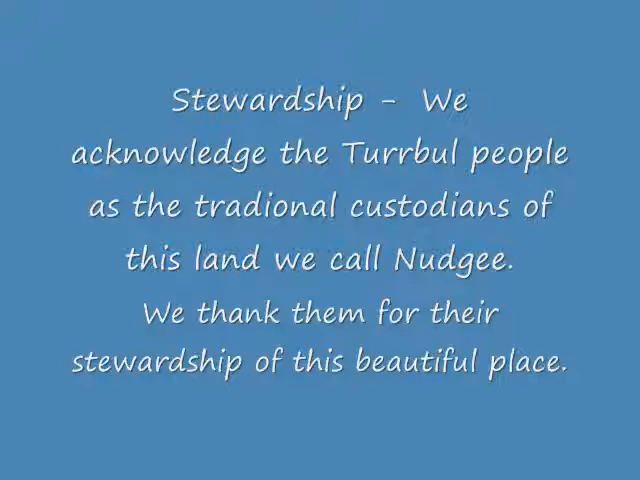 Stewardship - We
acknowledge the Turrbul people
as the tradional custodians of
this land we call Nudgee.
We thank them for their
stewardship of this beautiful place.